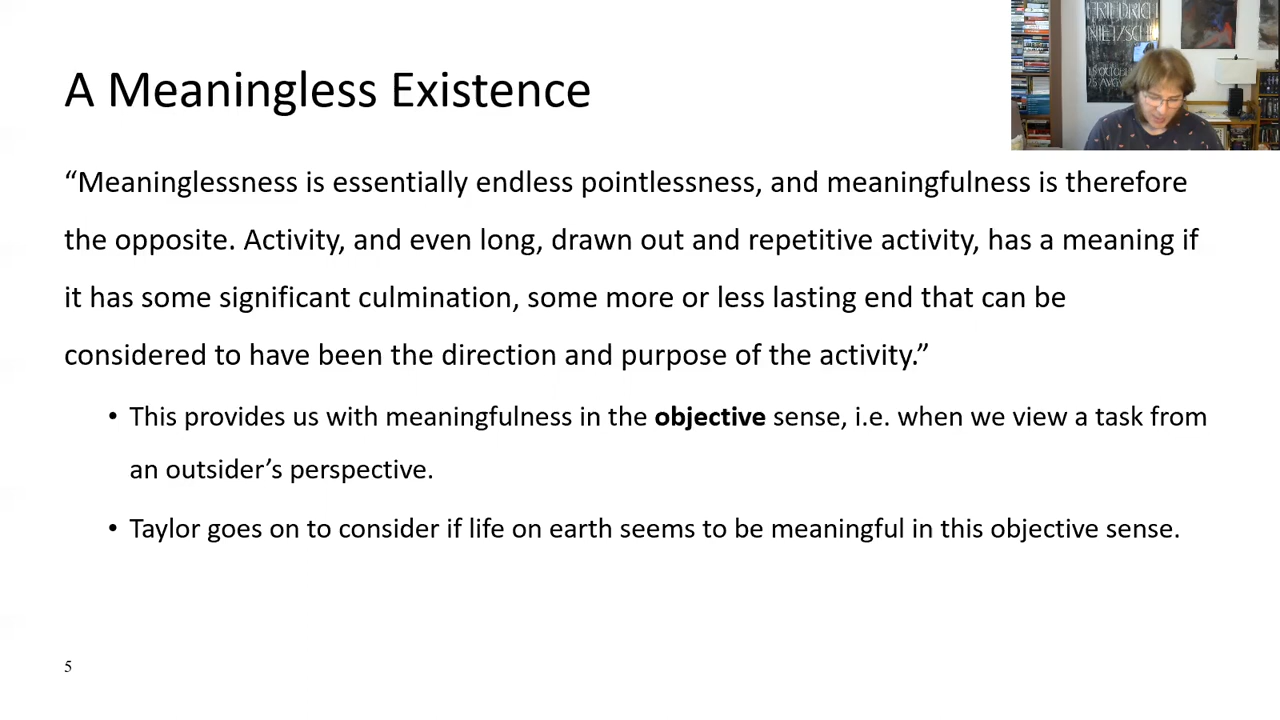 A Meaningless Existence
FRIEDRICH
NIETZSCHE
“Meaninglessness is essentially endless pointlessness, and meaningfulness is therefore
the opposite. Activity, and even long, drawn out and repetitive activity, has a meaning if
it has some significant culmination, some more or less lasting end that can be
considered to have been the direction and purpose of the activity.”
• This provides us with meaningfulness in the objective sense, i.e. when we view a task from
an outsider’s perspective.
• Taylor goes on to consider if life on earth seems to be meaningful in this objective sense.
5